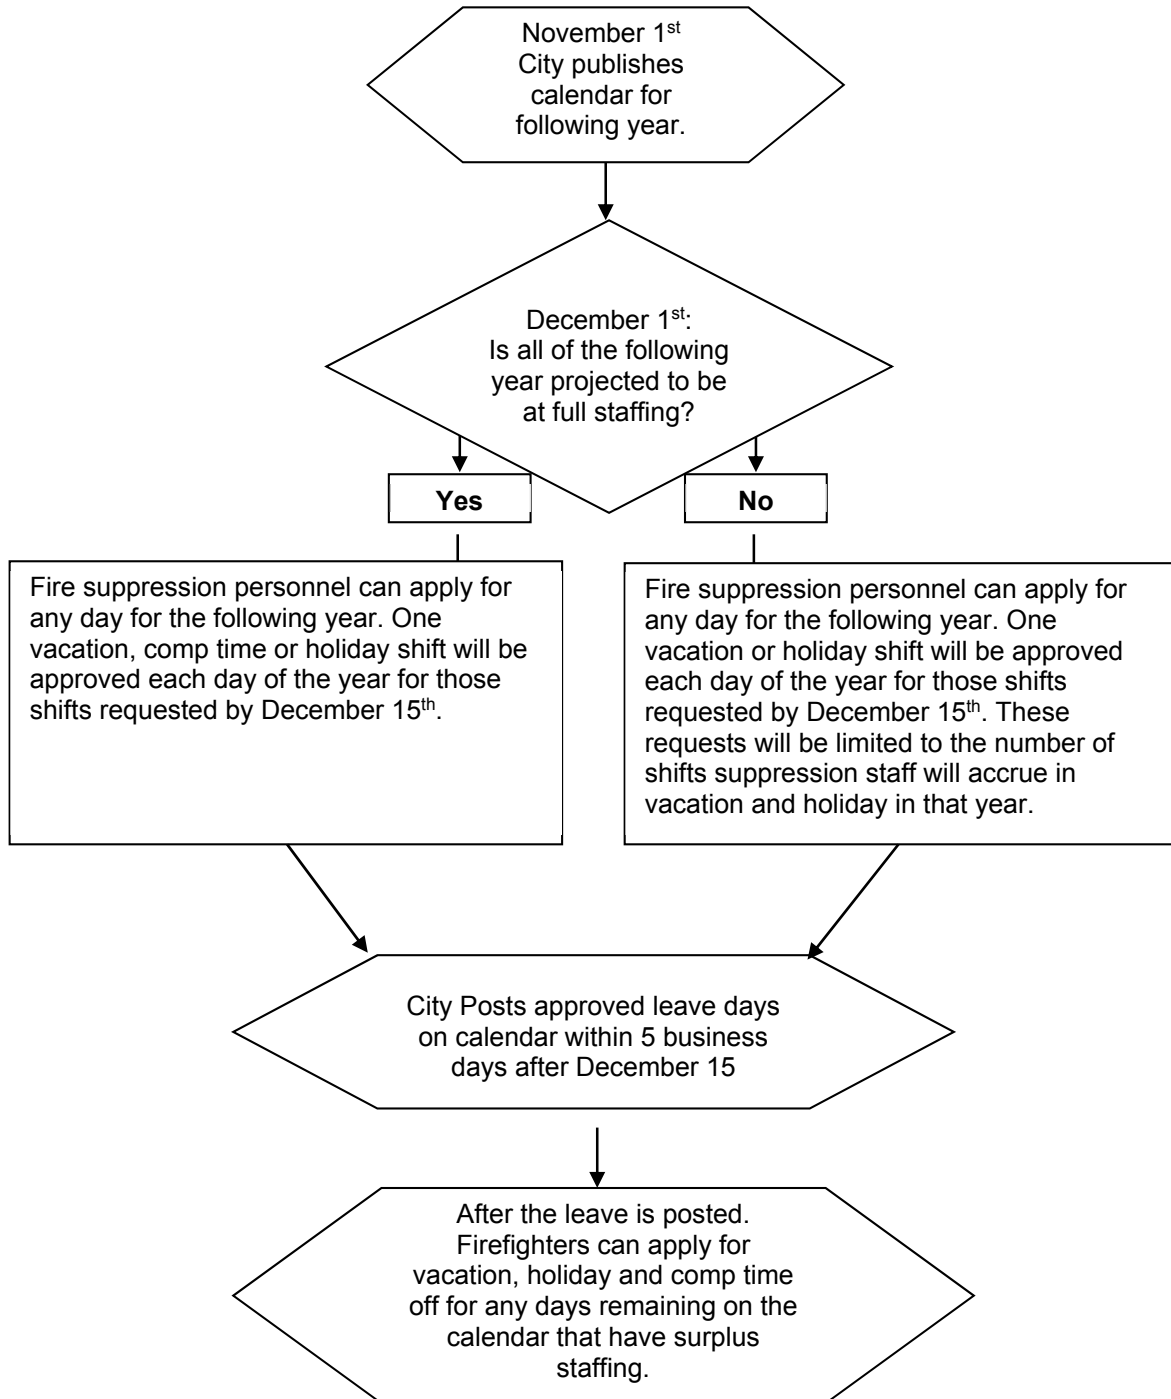 November 1st
City publishes
calendar for
following year.
December 1st:
Is all of the following
year projected to be
at full staffing?
Yes
No
Fire suppression personnel can apply for
any day for the following year. One
vacation, comp time or holiday shift will be
approved each day of the year for those
shifts requested by December 15th.
Fire suppression personnel can apply for
any day for the following year. One
vacation or holiday shift will be approved
each day of the year for those shifts
requested by December 15th. These
requests will be limited to the number of
shifts suppression staff will accrue in
vacation and holiday in that year.
City Posts approved leave days
on calendar within 5 business
days after December 15
After the leave is posted.
Firefighters can apply for
vacation, holiday and comp time
off for any days remaining on the
calendar that have surplus
staffing.